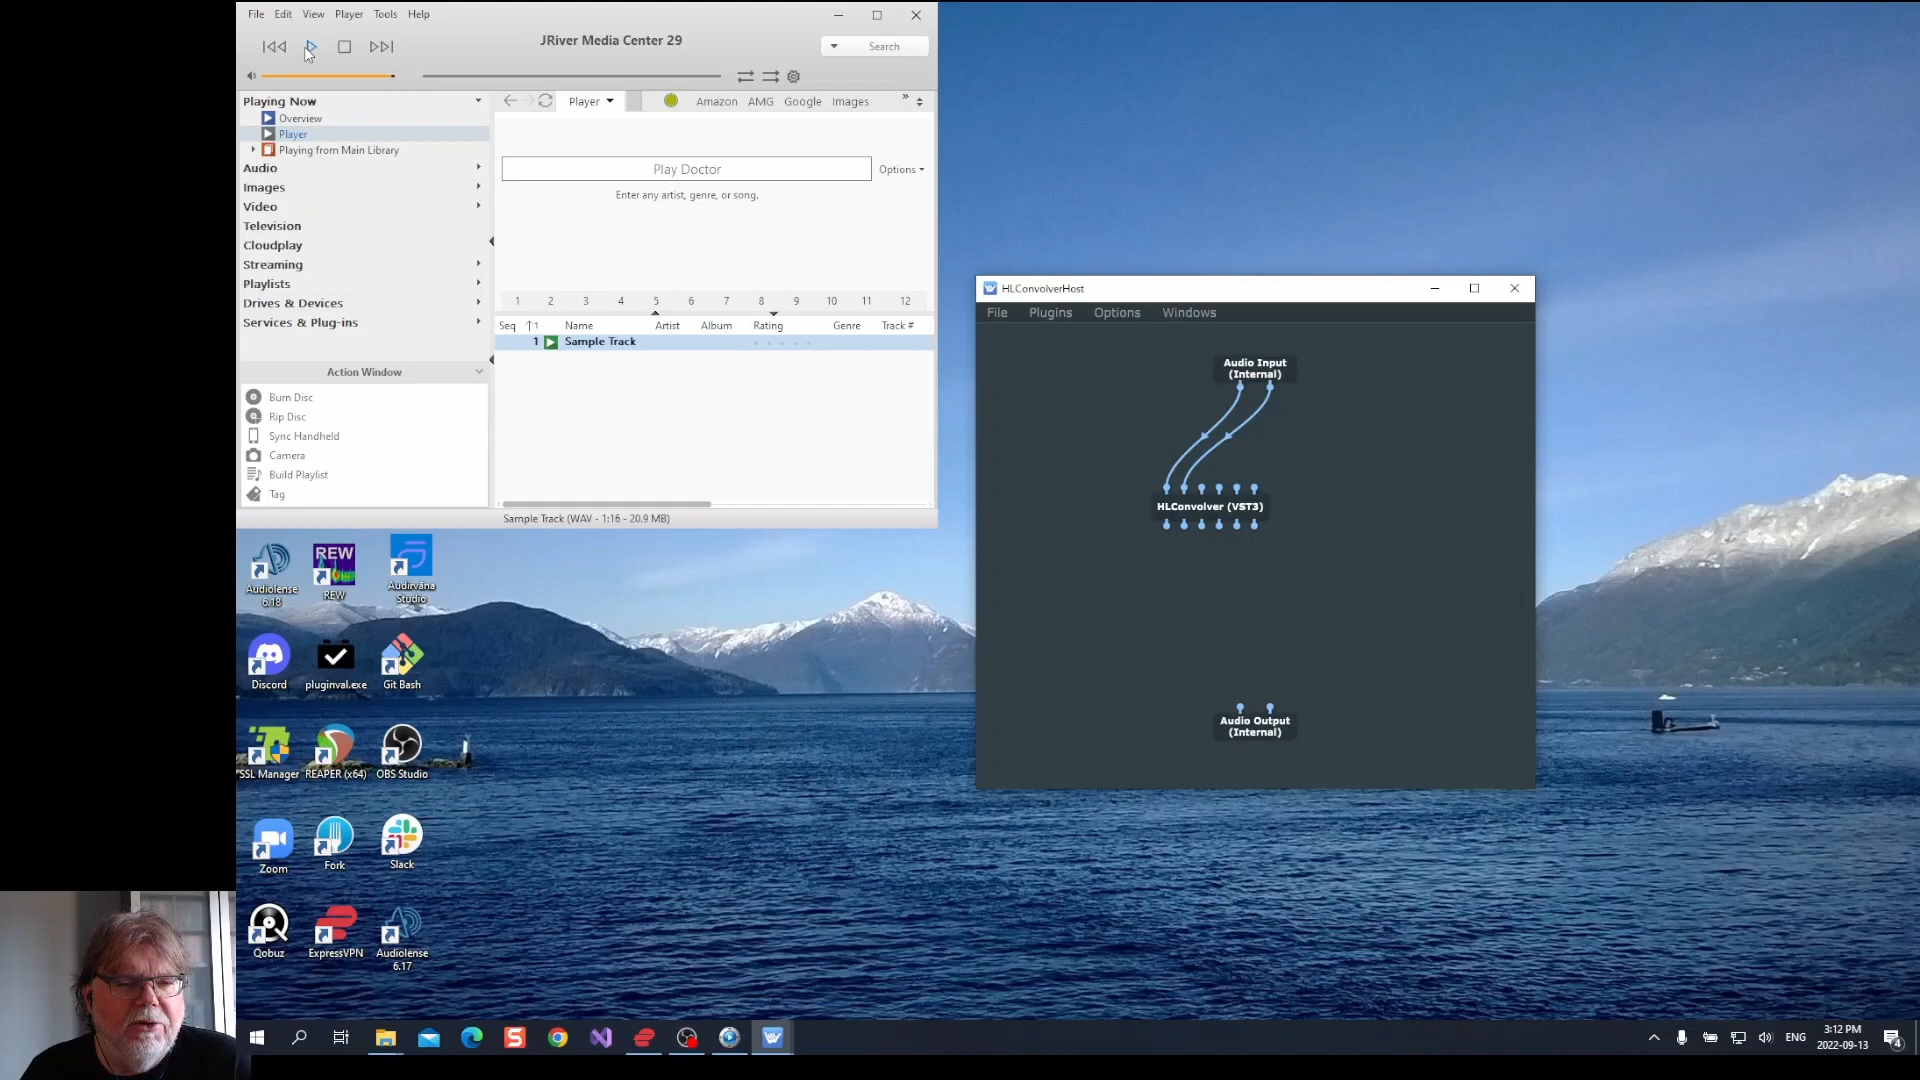 File Edit View Player Tools Help
JRiver Media Center 29
Search
Playing Now
Overview
Player
Playing from Main Library
Audio
Images
Video
Television
Cloudplay
Streaming
Playlists
Drives & Devices
Services & Plug-ins
Action Window
Burn Disc
Rip Disc
Sync Handheld
Camera
Build Playlist
Tag
Player
Amazon AMG Google Images »
Play Doctor
Options
Enter any artist, genre, or song.
1 2 3 4 5 6 7 8 9 10 11 12
Seq 1 Name Artist Album Rating Genre Track #
1 Sample Track
Sample Track (WAV - 1:16 - 20.9 MB)
HLConvolverHost
File Plugins Options Windows
Audio Input
(Internal)
HLConvolver (VST3)
Audio Output
(Internal)
REW
Audiolense
6.18
REW
Audirvāna
Studio
Discord
pluginval.exe
Git Bash
SSL Manager
REAPER (x64)
OBS Studio
Zoom
Fork
Slack
Qobuz
ExpressVPN
Audiolense
6.17
ENG
3:12 PM
2022-09-13
4